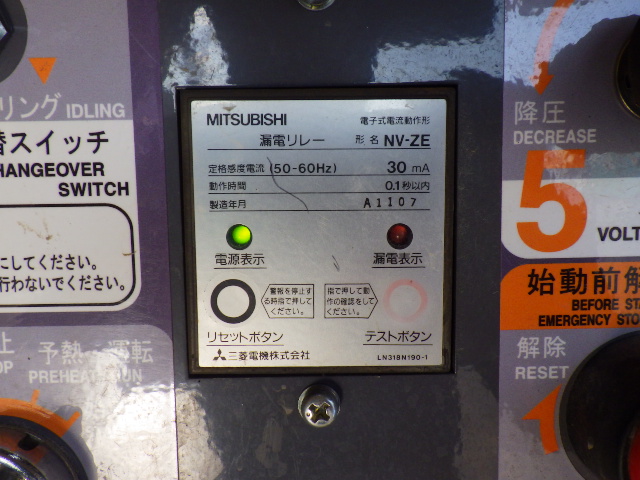 リング IDLING
替スイッチ
HANGEOVER
SWITCH
にしてください。
行わないでください。
予熱・運転
PREHEAT RUN
MITSUBISHI
電子式電流動作形
漏電リレー
形名 NV-ZE
定格感度電流 (50-60Hz) 30 mA
動作時間 0.1秒以内
製造年月 A1107
電源表示
漏電表示
警報を停止す
る時指で押して
ください。
指で押して動
作の確認をして
ください。
リセットボタン
テストボタン
三菱電機株式会社
LN318N190-1
降圧
DECREASE
5
VOLT
始動前解
BEFORE STA
EMERGENCY STO
解除
RESET